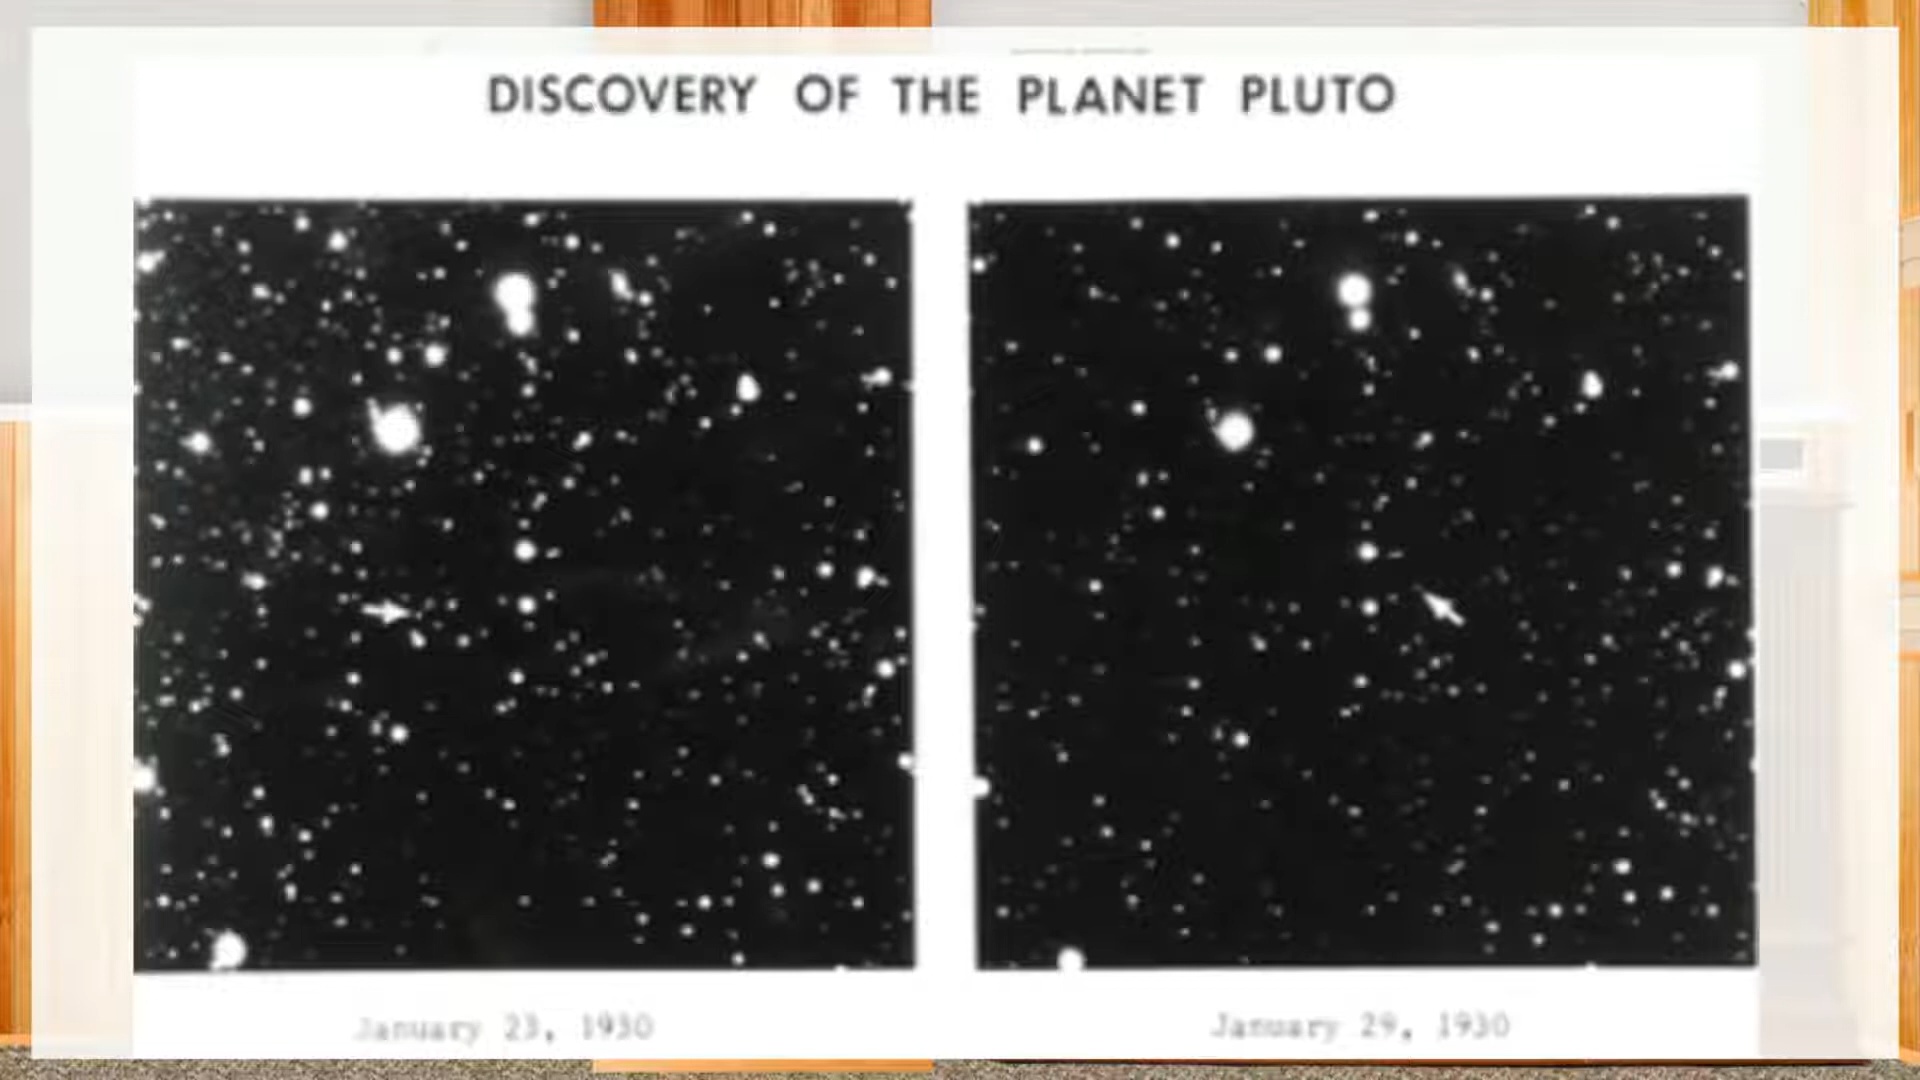 DISCOVERY OF THE PLANET PLUTO
January 23, 1930
January 29, 1930